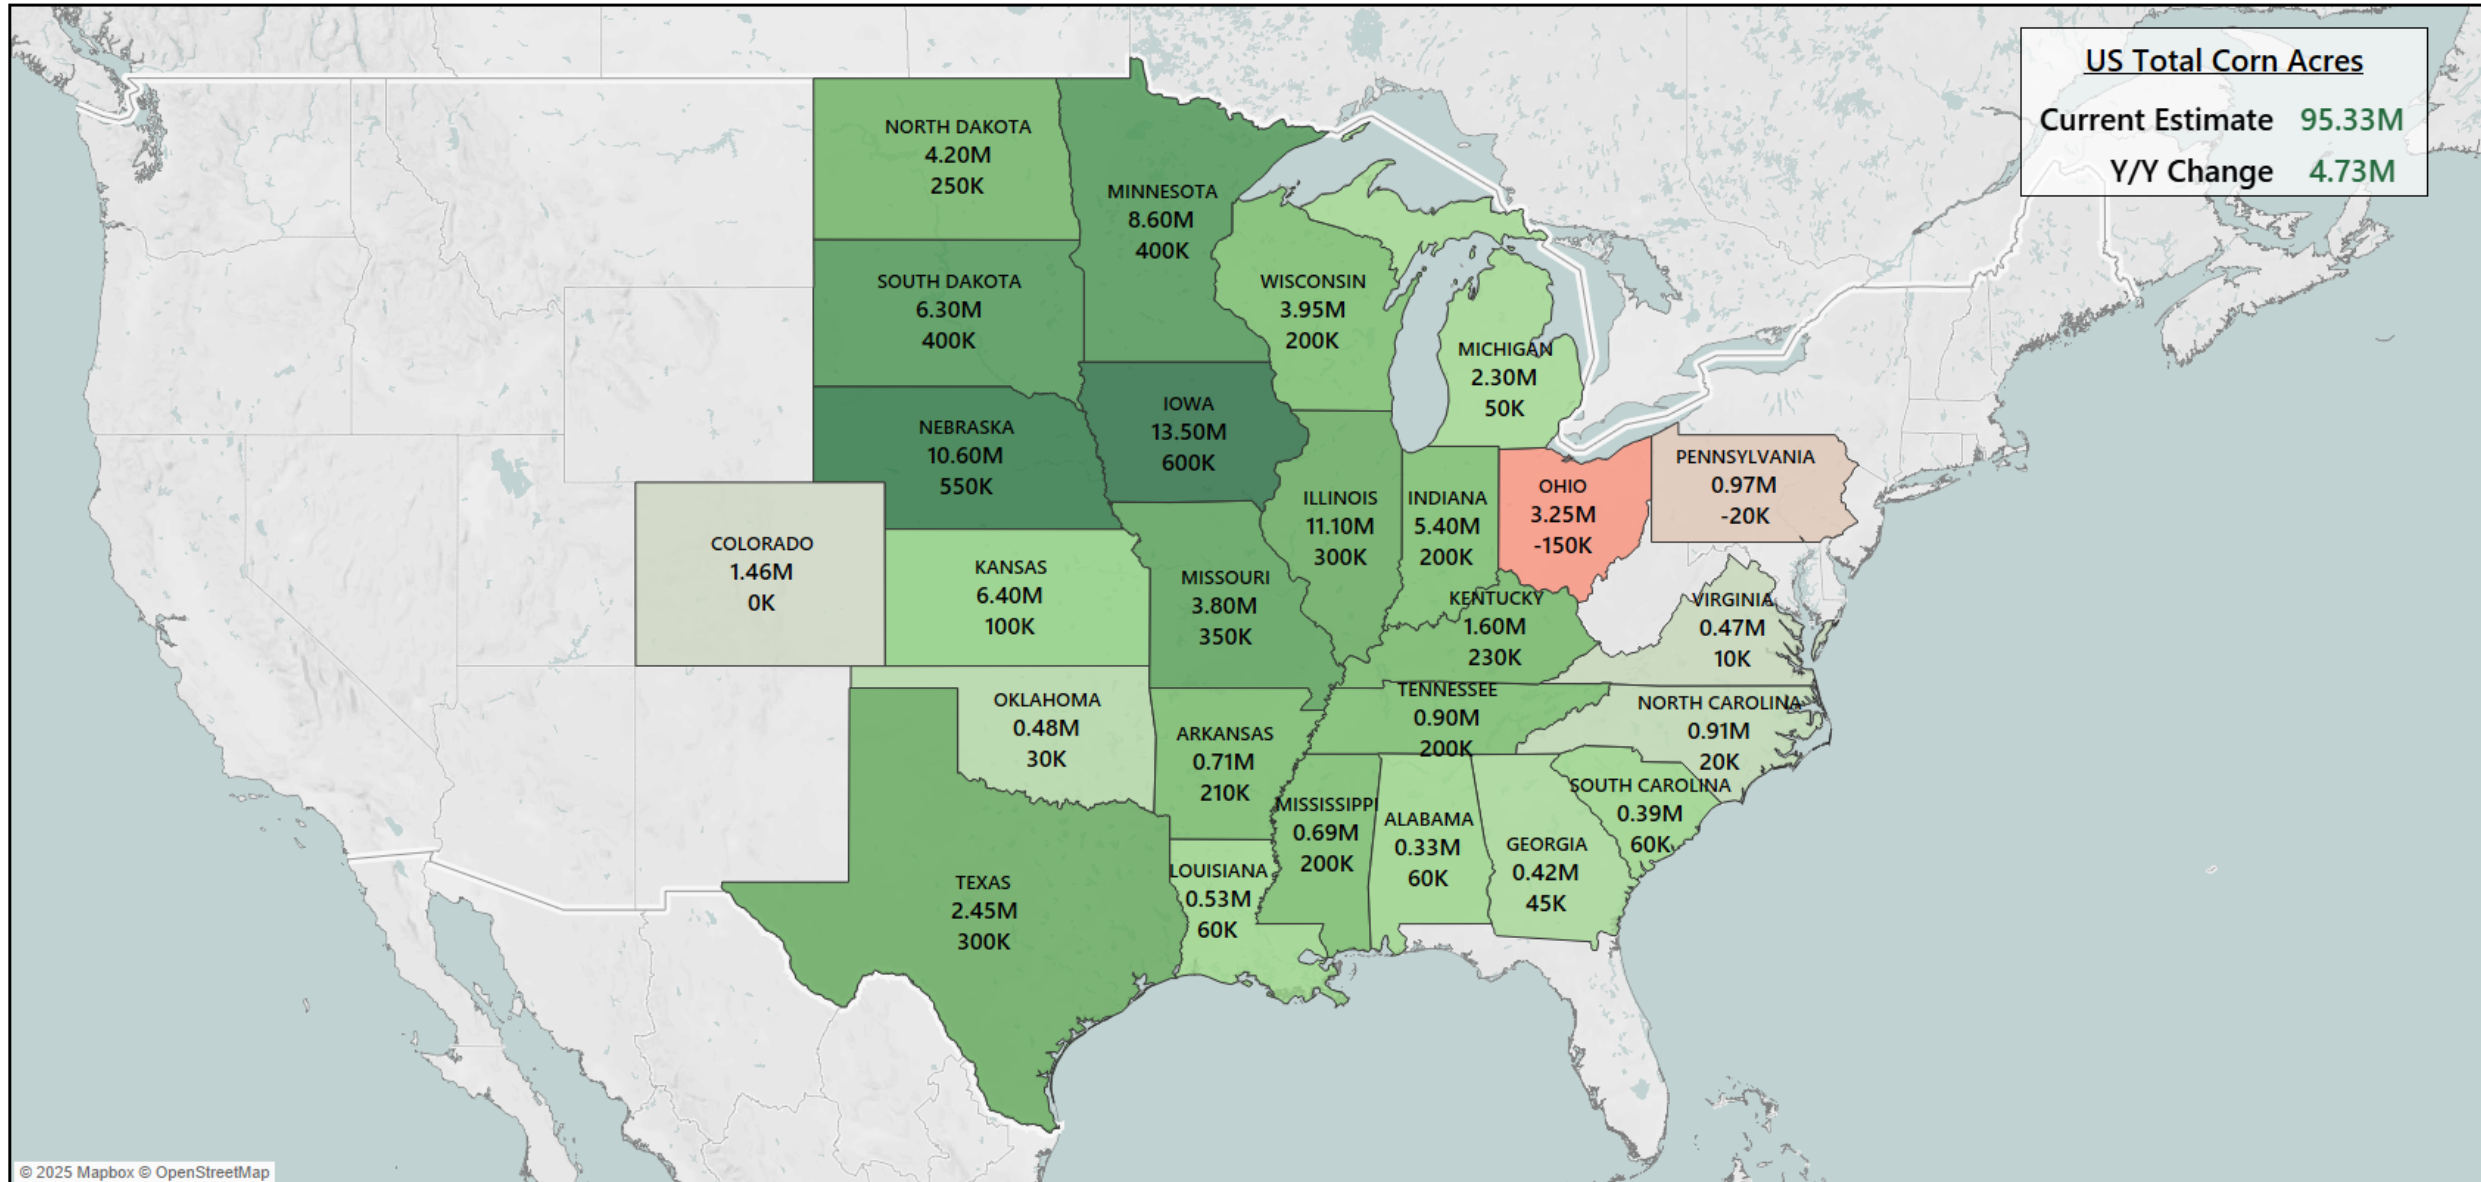 US Total Corn Acres
Current Estimate 95.33M
Y/Y Change 4.73M
NORTH DAKOTA
4.20M
250K
MINNESOTA
8.60M
400K
SOUTH DAKOTA
6.30M
400K
WISCONSIN
3.95M
200K
MICHIGAN
2.30M
50K
NEBRASKA
10.60M
550K
IOWA
13.50M
600K
ILLINOIS
11.10M
300K
INDIANA
5.40M
200K
OHIO
3.25M
-150K
PENNSYLVANIA
0.97M
-20K
COLORADO
1.46M
0K
KANSAS
6.40M
100K
MISSOURI
3.80M
350K
KENTUCKY
1.60M
230K
VIRGINIA
0.47M
10K
OKLAHOMA
0.48M
30K
ARKANSAS
0.71M
210K
TENNESSEE
0.90M
200K
NORTH CAROLINA
0.91M
20K
SOUTH CAROLINA
0.39M
60K
MISSISSIPPI
0.69M
200K
ALABAMA
0.33M
60K
GEORGIA
0.42M
45K
LOUISIANA
0.53M
60K
TEXAS
2.45M
300K
© 2025 Mapbox © OpenStreetMap